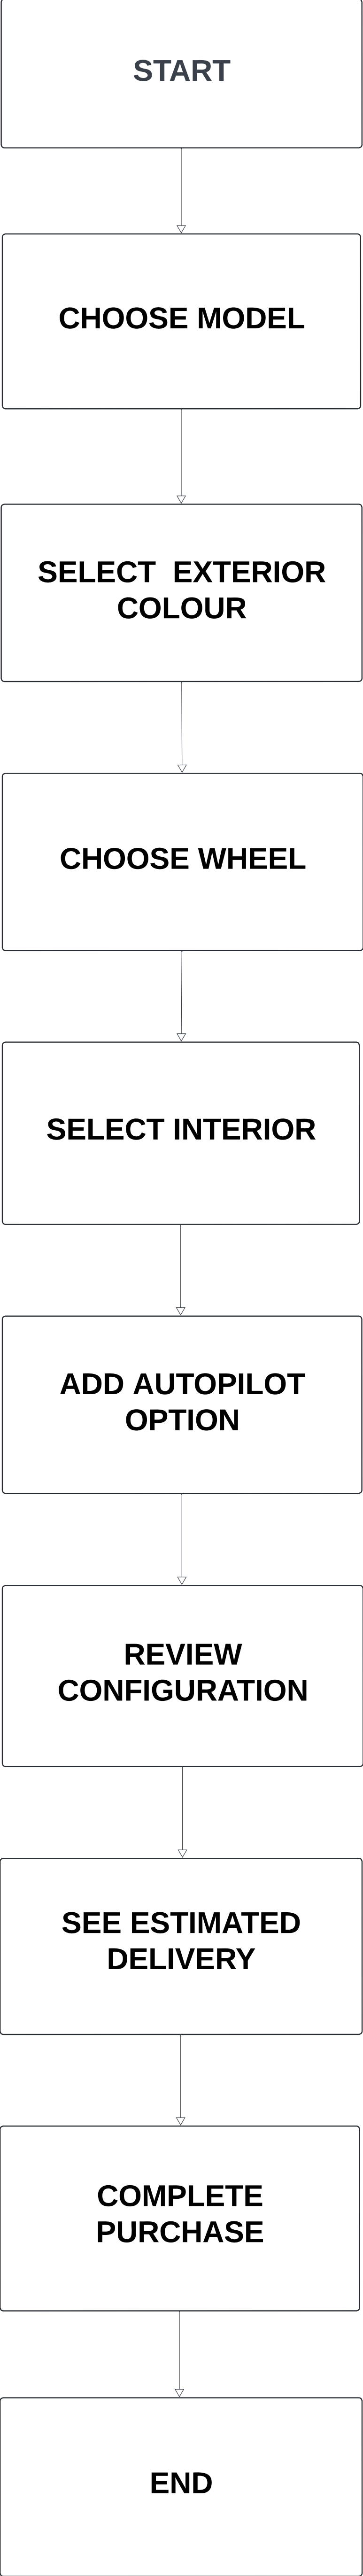 START
CHOOSE MODEL
SELECT  EXTERIOR
COLOUR
CHOOSE WHEEL
SELECT INTERIOR
ADD AUTOPILOT
OPTION
REVIEW
CONFIGURATION
SEE ESTIMATED
DELIVERY
COMPLETE
PURCHASE
END